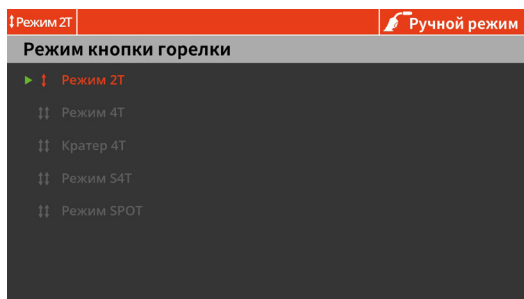 Режим 2T
Ручной режим
Режим кнопки горелки
Режим 2T
Режим 4T
Кратер 4T
Режим S4T
Режим SPOT